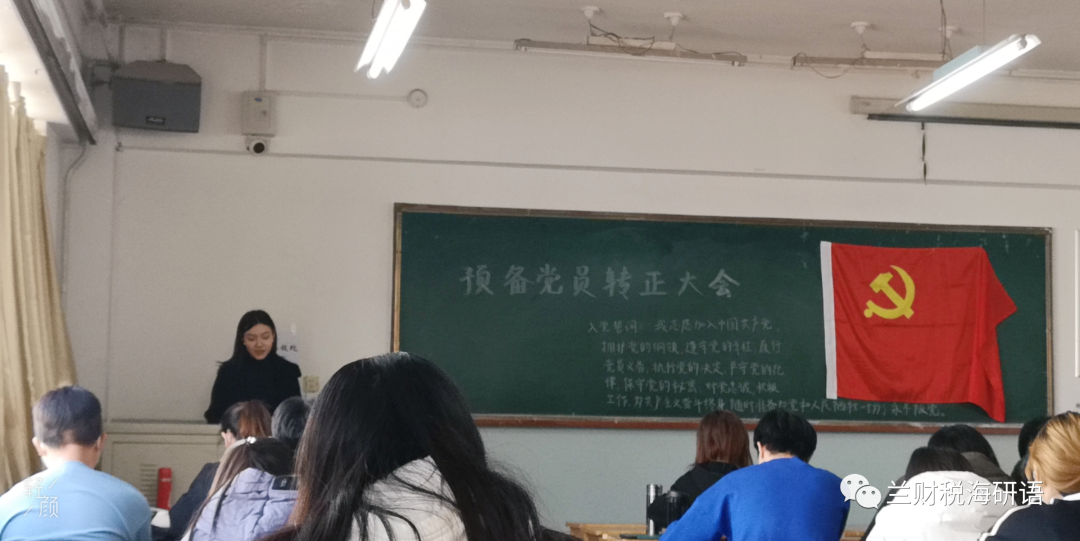 预备党员转正大会
入党誓词：我志愿加入中国共产党，
拥护党的纲领，遵守党的章程，履行
党员义务，执行党的决定，严守党的纪
律，保守党的秘密，对党忠诚，积极
工作，为共产主义奋斗终身，随时准备为党和人民牺牲一切，永不叛党。
兰财税海研语